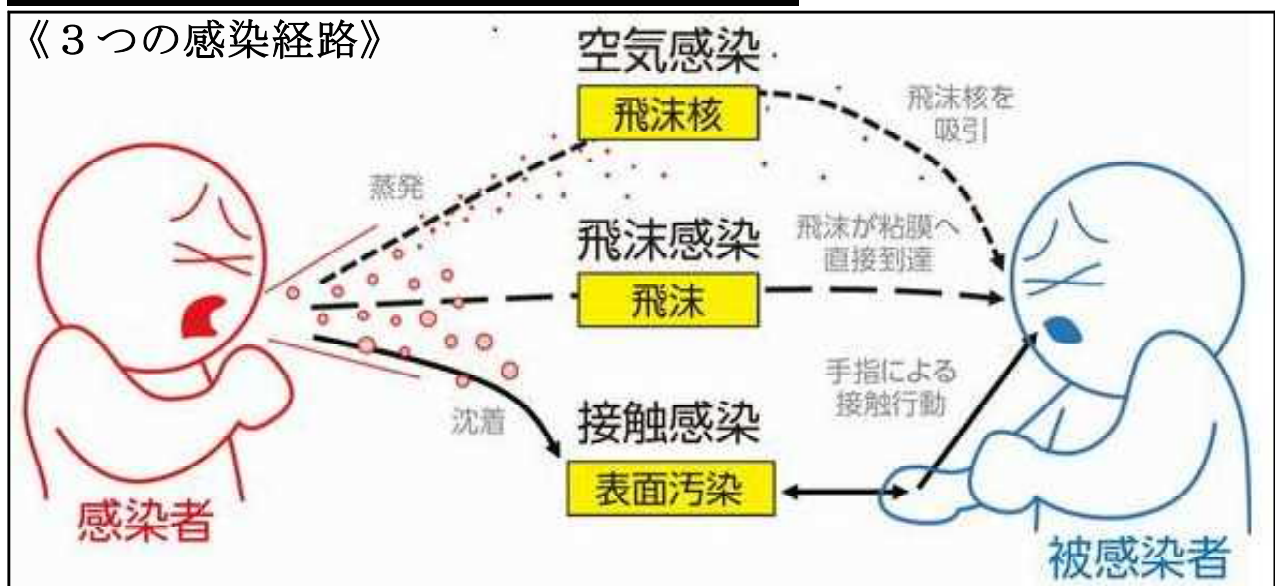 《３つの感染経路》
空気感染
飛沫核
飛沫核を
吸引
蒸発
飛沫感染
飛沫
飛沫が粘膜へ
直接到達
手指による
接触行動
沈着
接触感染
表面汚染
感染者
被感染者